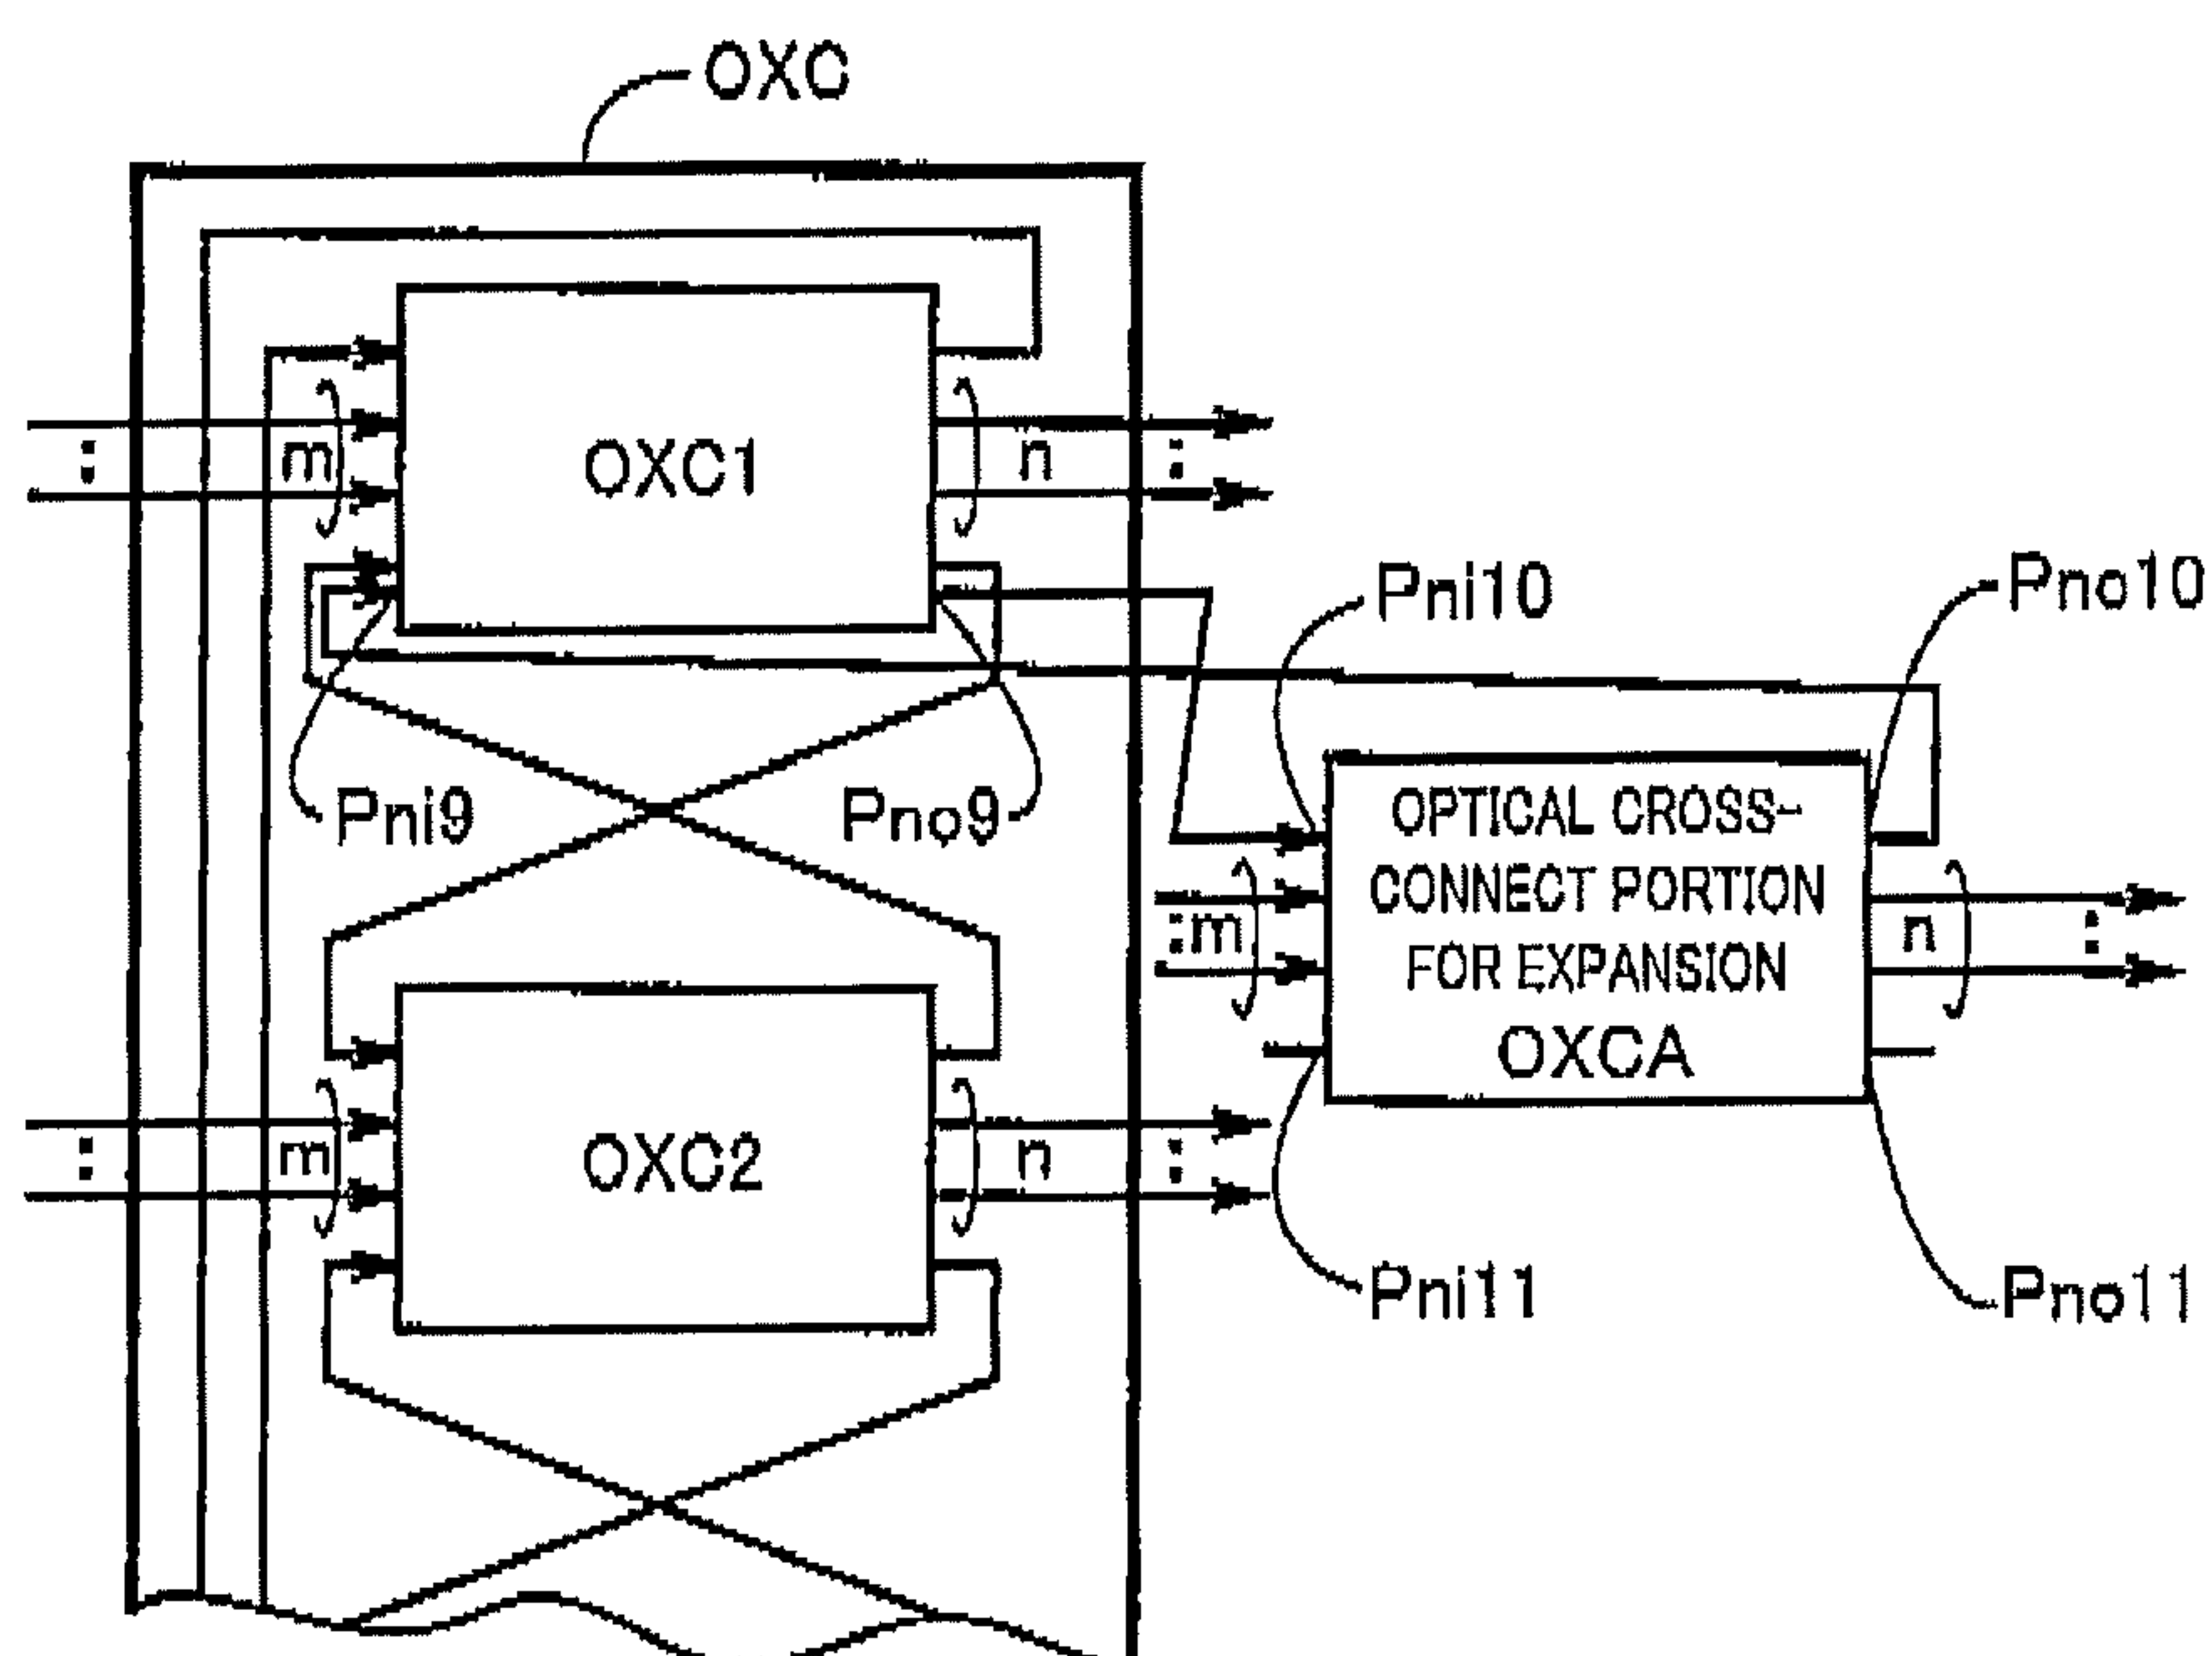 OXC
m
:
OXC1
n
:
Pni9
Pno9
Pni10
Pno10
OPTICAL CROSS-
CONNECT PORTION
FOR EXPANSION
OXCA
:m
n
:
:
m
OXC2
n
:
Pni11
Pno11